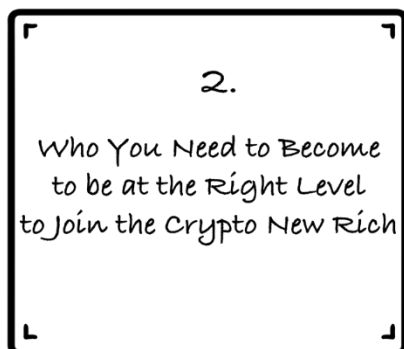 2.
Who You Need to Become
to be at the Right Level
to Join the Crypto New Rich